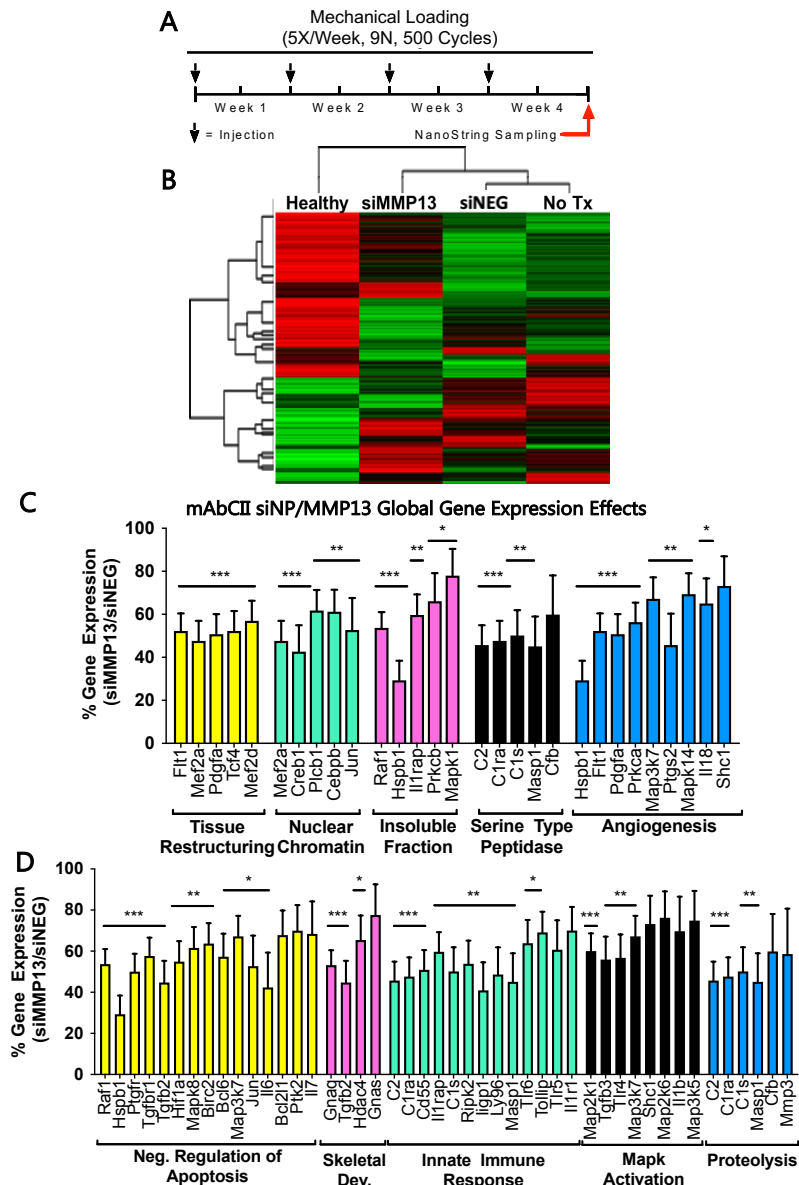 A
Mechanical Loading
(5X/Week, 9N, 500 Cycles)
Week 1
Week 2
Week 3
Week 4
= Injection
NanoString Sampling
B
Healthy
siMMP13
siNEG
No Tx
C
mAbCII siNP/MMP13 Global Gene Expression Effects
% Gene Expression
(siMMP13/siNEG)
100
80
60
40
20
0
***
***
**
***
**
*
***
**
***
**
*
Flt1
Mef2a
Pdgfa
Tcf4
Mef2d
Mef2a
Creb1
Plcb1
Cebpb
Jun
Raf1
Hspb1
Il1rap
Prkcb
Mapk1
C2
C1ra
C1s
Masp1
Cfb
Hspb1
Flt1
Pdgfa
Prkca
Map3k7
Ptgs2
Mapk14
Il18
Shc1
Tissue
Restructuring
Nuclear
Chromatin
Insoluble
Fraction
Serine Type
Peptidase
Angiogenesis
D
% Gene Expression
(siMMP13/siNEG)
100
80
60
40
20
0
***
**
*
***
*
***
**
*
***
**
***
**
Raf1
Hspb1
Ptgfr
Tgfbr1
Tgfb2
Hif1a
Mapk8
Birc2
Bcl6
Map3k7
Jun
Il6
Bcl2l1
Ptk2
Il7
Gnaq
Tgfb2
Hdac4
Gnas
C2
C1ra
Cd55
Il1rap
C1s
Ripk2
Iigp1
Ly96
Masp1
Tlr6
Tollip
Tlr5
Il1r1
Map2k1
Tgfb3
Tlr4
Map3k7
Shc1
Map2k6
Il1b
Map3k5
C2
C1ra
C1s
Masp1
Cfb
Mmp3
Neg. Regulation of
Apoptosis
Skeletal
Dev.
Innate Immune
Response
Mapk
Activation
Proteolysis